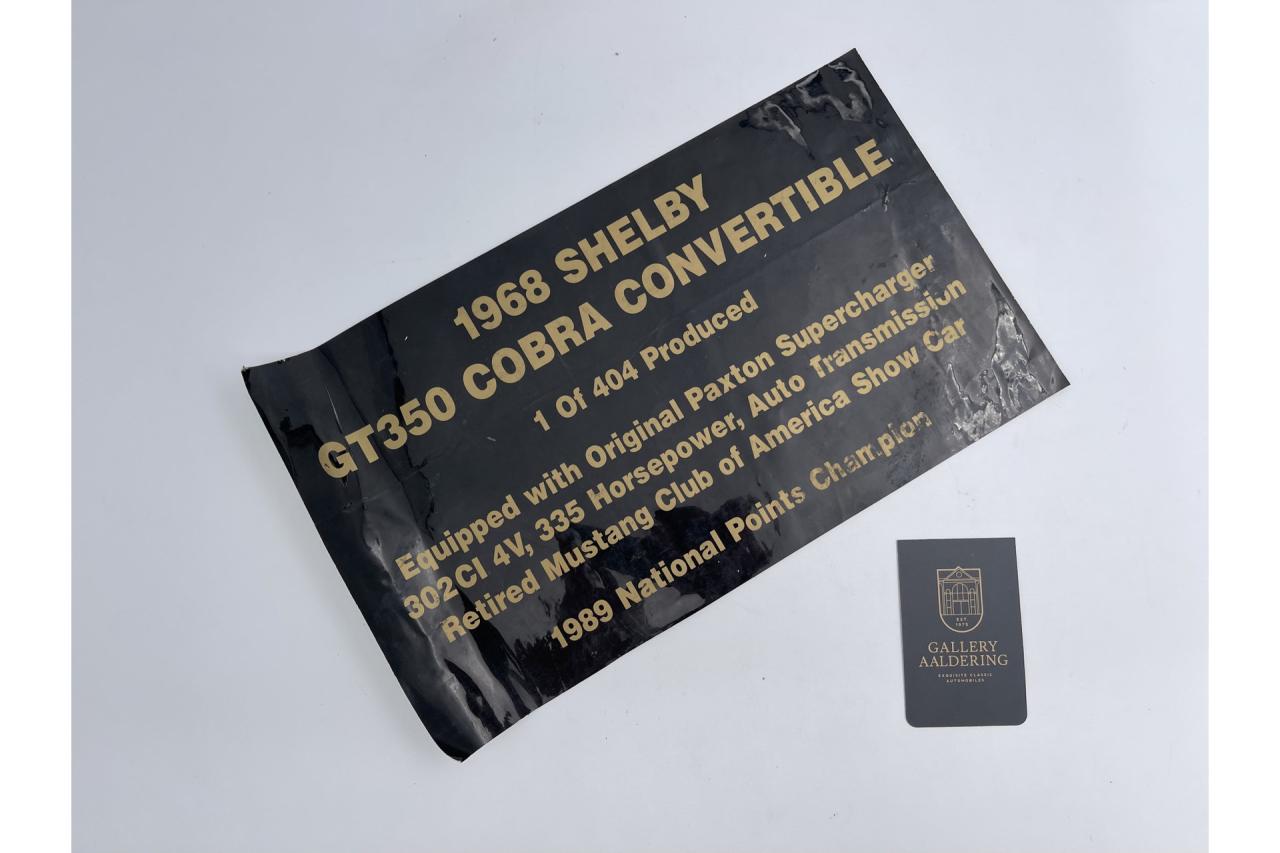 1968 SHELBY
GT350 COBRA CONVERTIBLE
1 Of 404 Produced
Equipped with Original Paxton Supercharger
302CI 4V, 335 Horsepower, Auto Transmission
Retired Mustang Club of America Show Car
1989 National Points Champion
EST.
1975
GALLERY
AALDERING
EXQUISITE CLASSIC
AUTOMOBILES